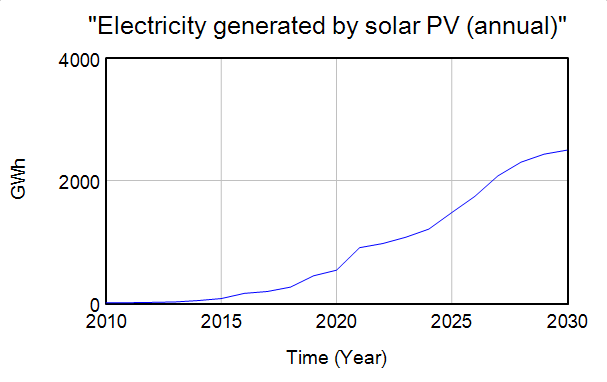 "Electricity generated by solar PV (annual)"
4000
GWh
2000
0
2010 2015 2020 2025 2030
Time (Year)